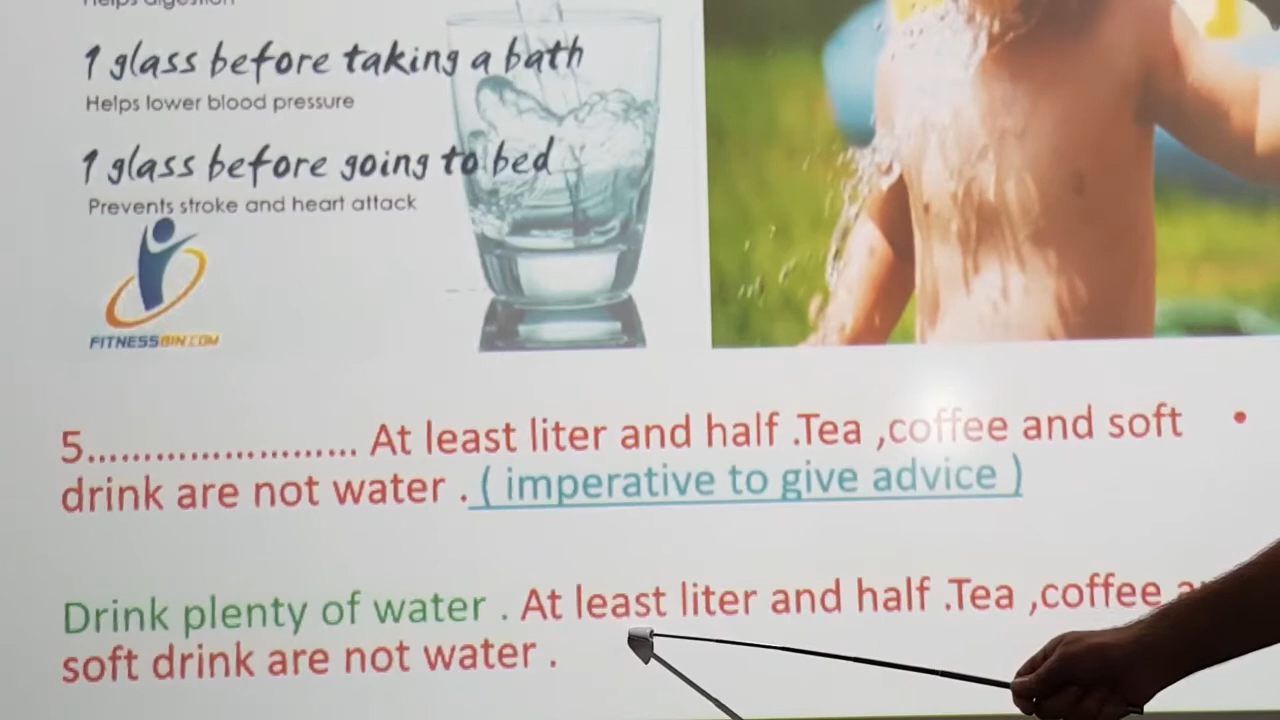 Helps digestion
1 glass before taking a bath
Helps lower blood pressure
1 glass before going to bed
Prevents stroke and heart attack
FITNESSBIN.COM
5........................ At least liter and half .Tea ,coffee and soft •
drink are not water . ( imperative to give advice )
Drink plenty of water . At least liter and half .Tea ,coffee
soft drink are not water .